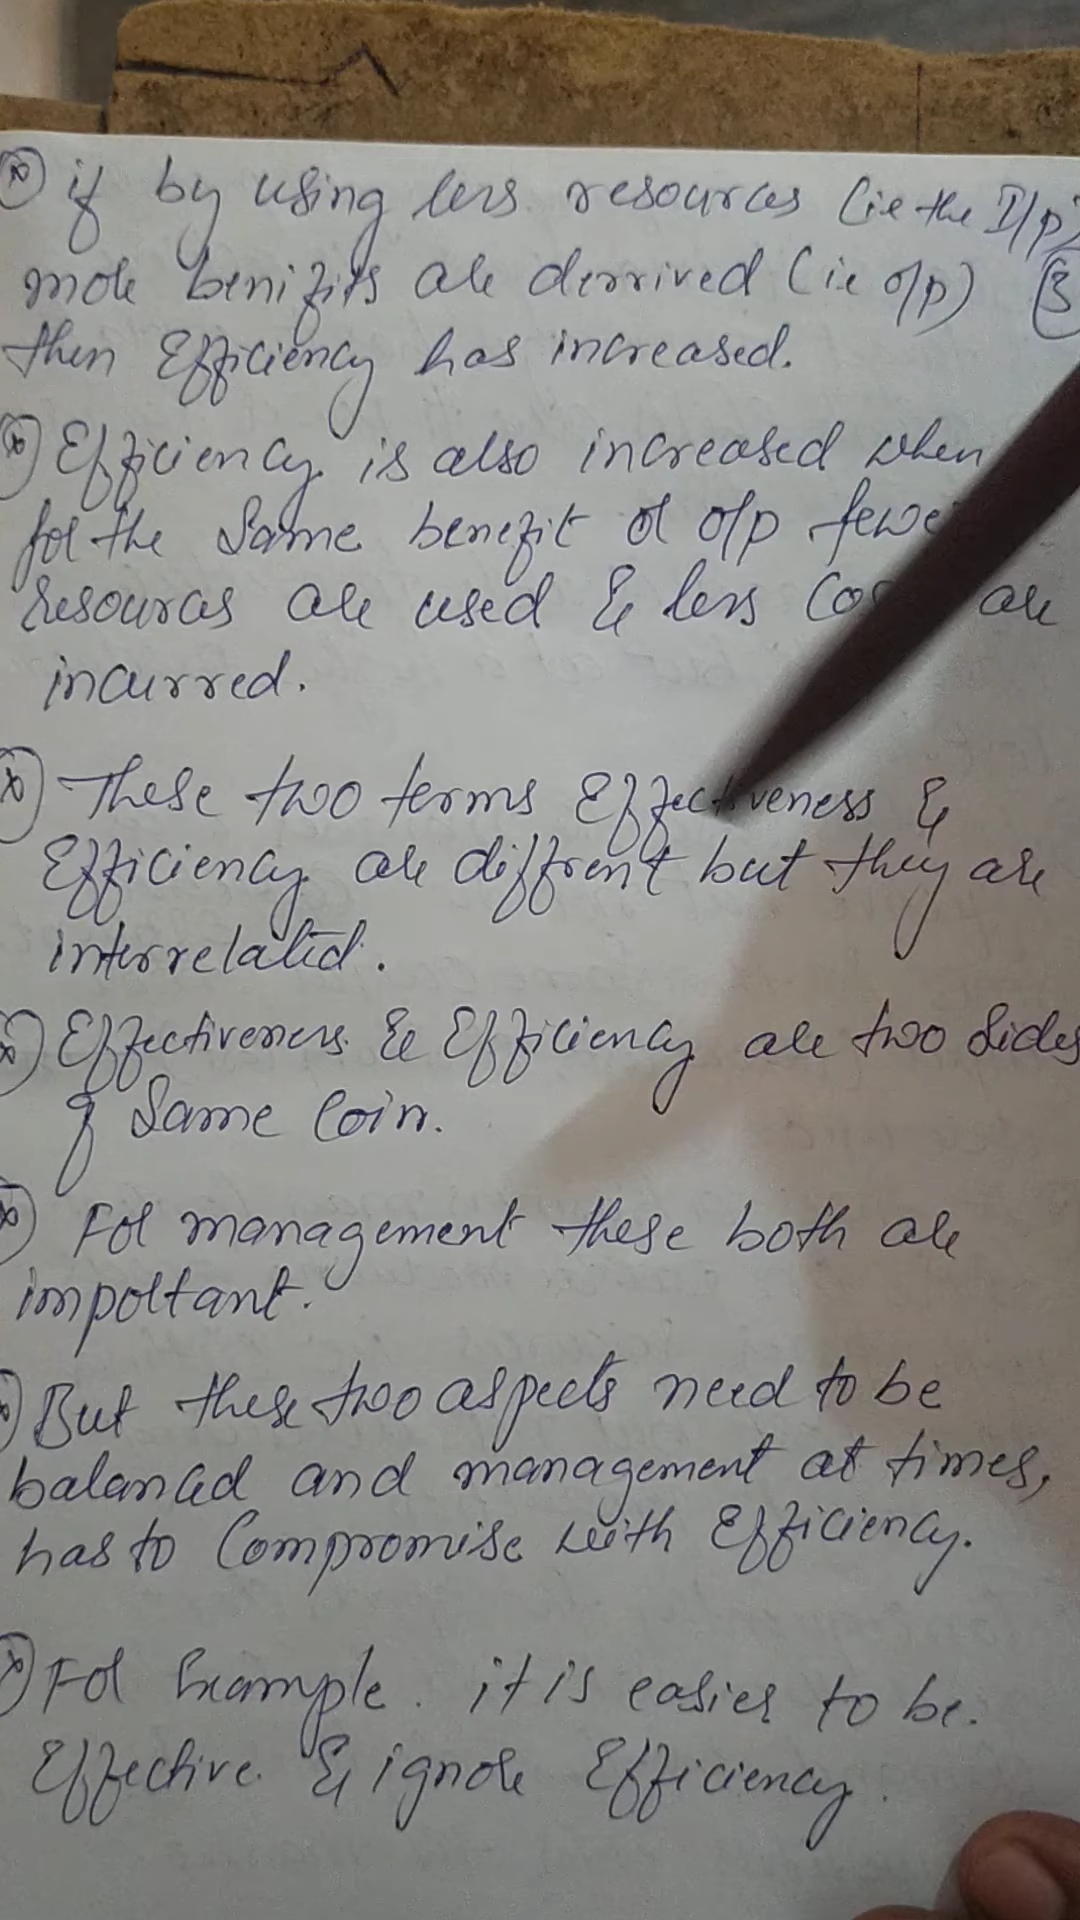 if by using less resources (ie the I/p)
more benifits are derrived (ie o/p) 3
then Efficiency has increased.
Efficiency is also increased when
for the Same benefit or o/p
resources are used & less are
incurred.
These two terms Effectiveness &
Efficiency are diffrent but they are
interrelated.
Effectiveness & Efficiency are two Sides
of Same Coin.
For management these both are
important.
But these two aspects need to be
balanced and management at times,
has to Compromise with Efficiency.
For Example. it is easier to be.
Effective & ignore Efficiency.